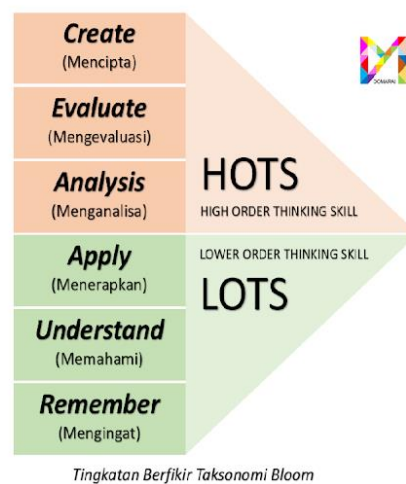 Create
(Mencipta)
Evaluate
(Mengevaluasi)
Analysis
(Menganalisa)
HOTS
HIGH ORDER THINKING SKILL
Apply
(Menerapkan)
LOWER ORDER THINKING SKILL
LOTS
Understand
(Memahami)
Remember
(Mengingat)
Tingkatan Berfikir Taksonomi Bloom